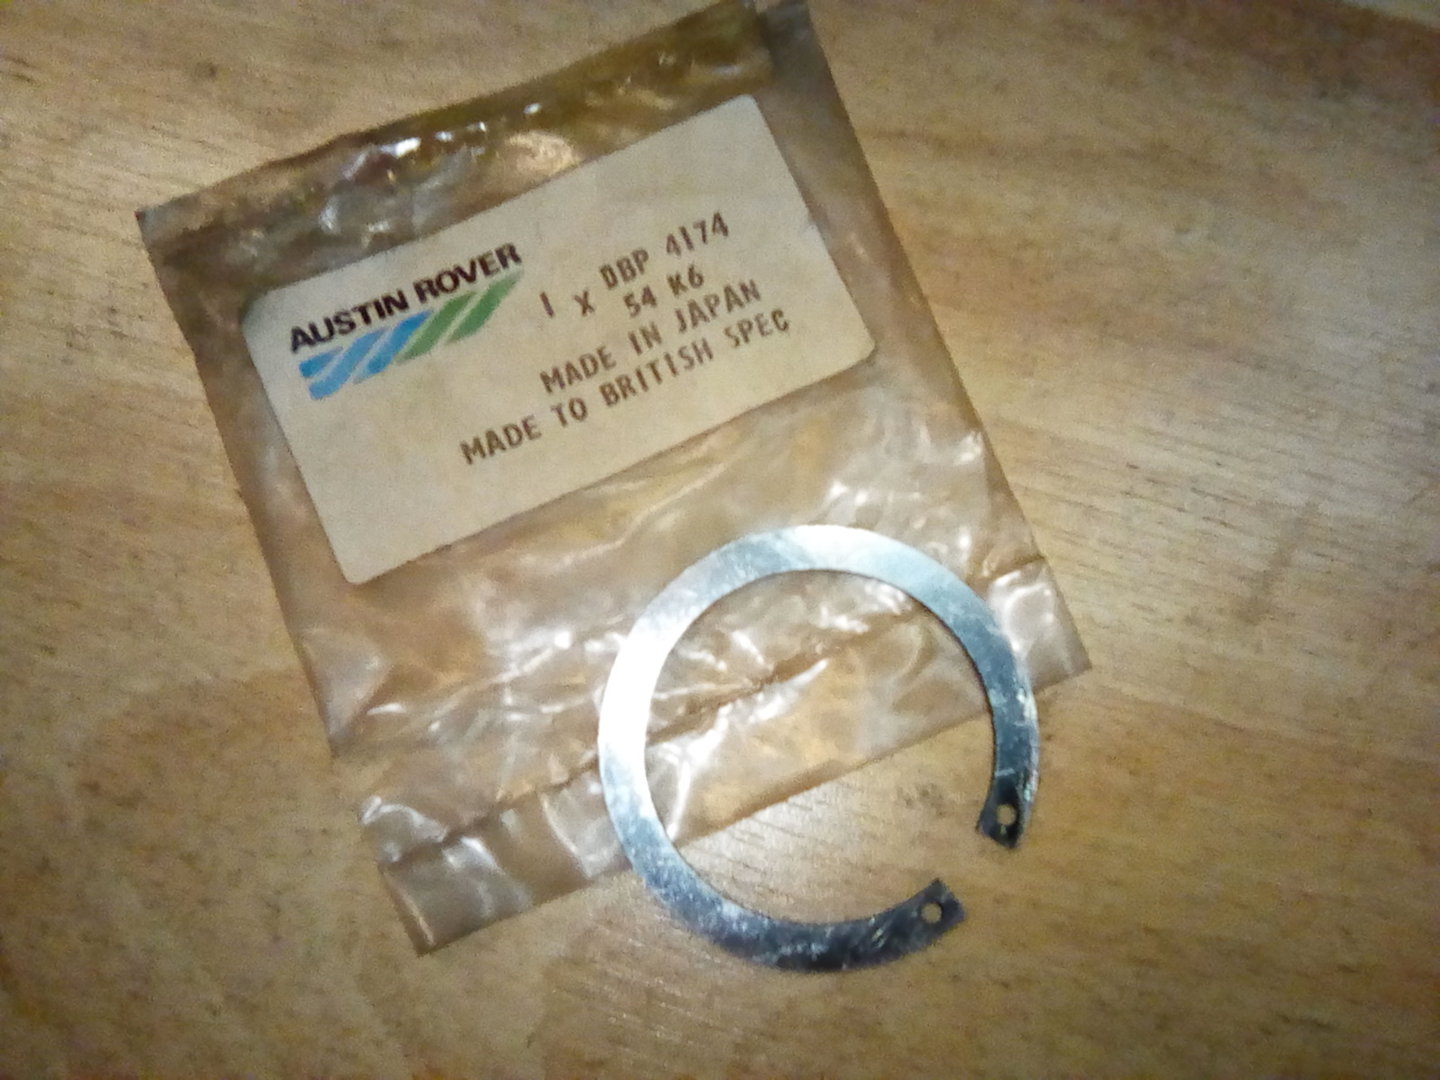 AUSTIN ROVER
DBP 4174
1 X 54 K6
MADE IN JAPAN
MADE TO BRITISH SPEC